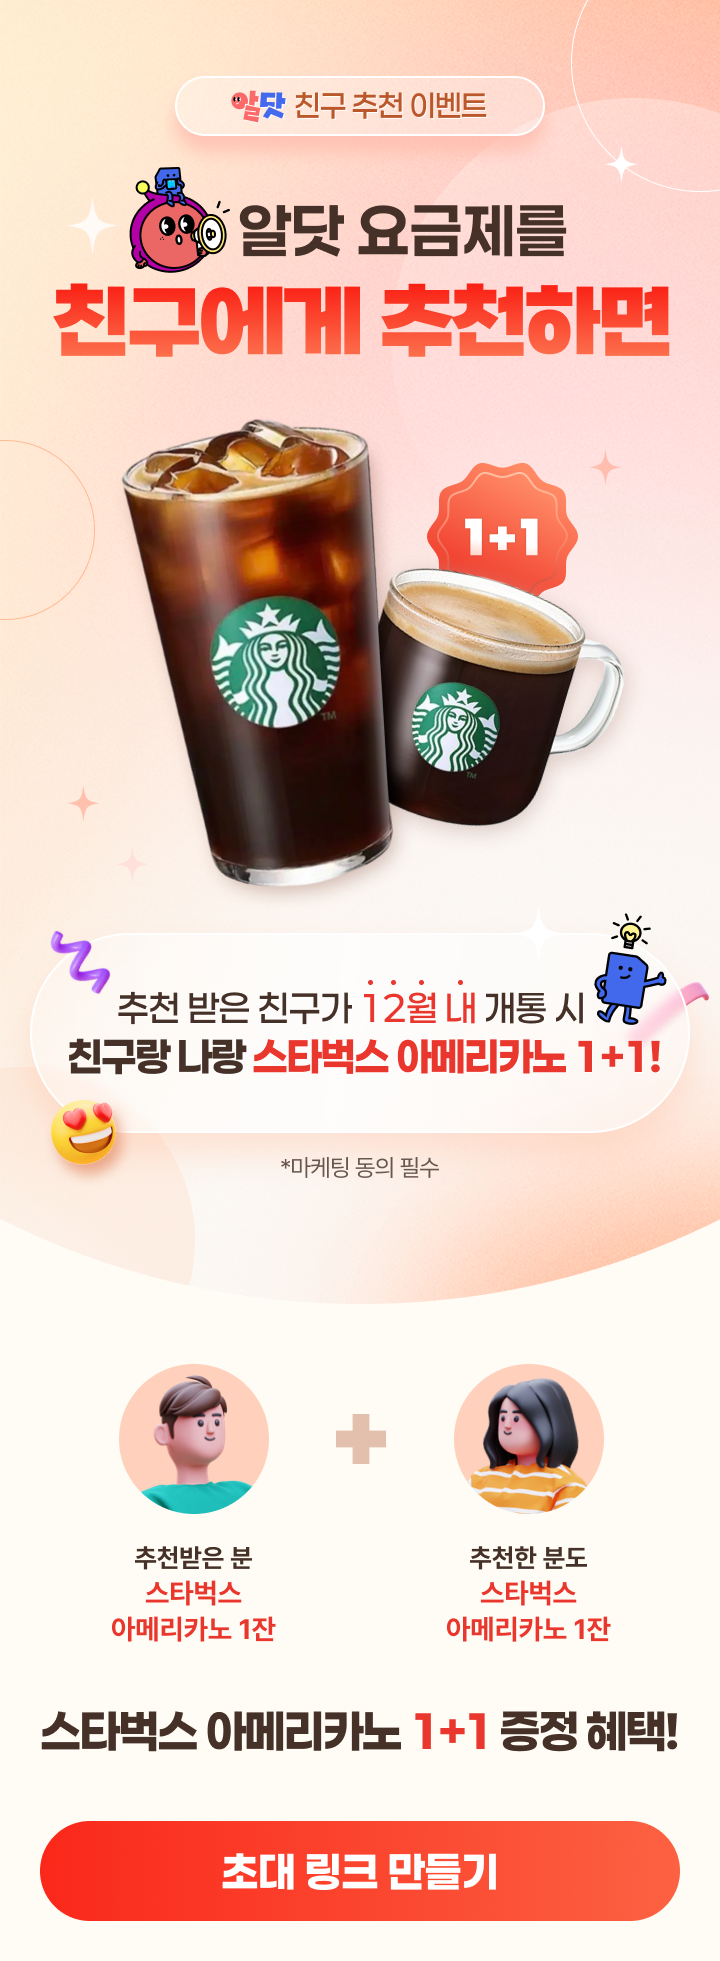 알닷 친구 추천 이벤트
알닷 요금제를
친구에게 추천하면
1+1
TM
TM
추천 받은 친구가 12월 내 개통 시
친구랑 나랑 스타벅스 아메리카노 1+1!
*마케팅 동의 필수
추천받은 분
스타벅스
아메리카노 1잔
추천한 분도
스타벅스
아메리카노 1잔
스타벅스 아메리카노 1+1 증정 혜택!
초대 링크 만들기